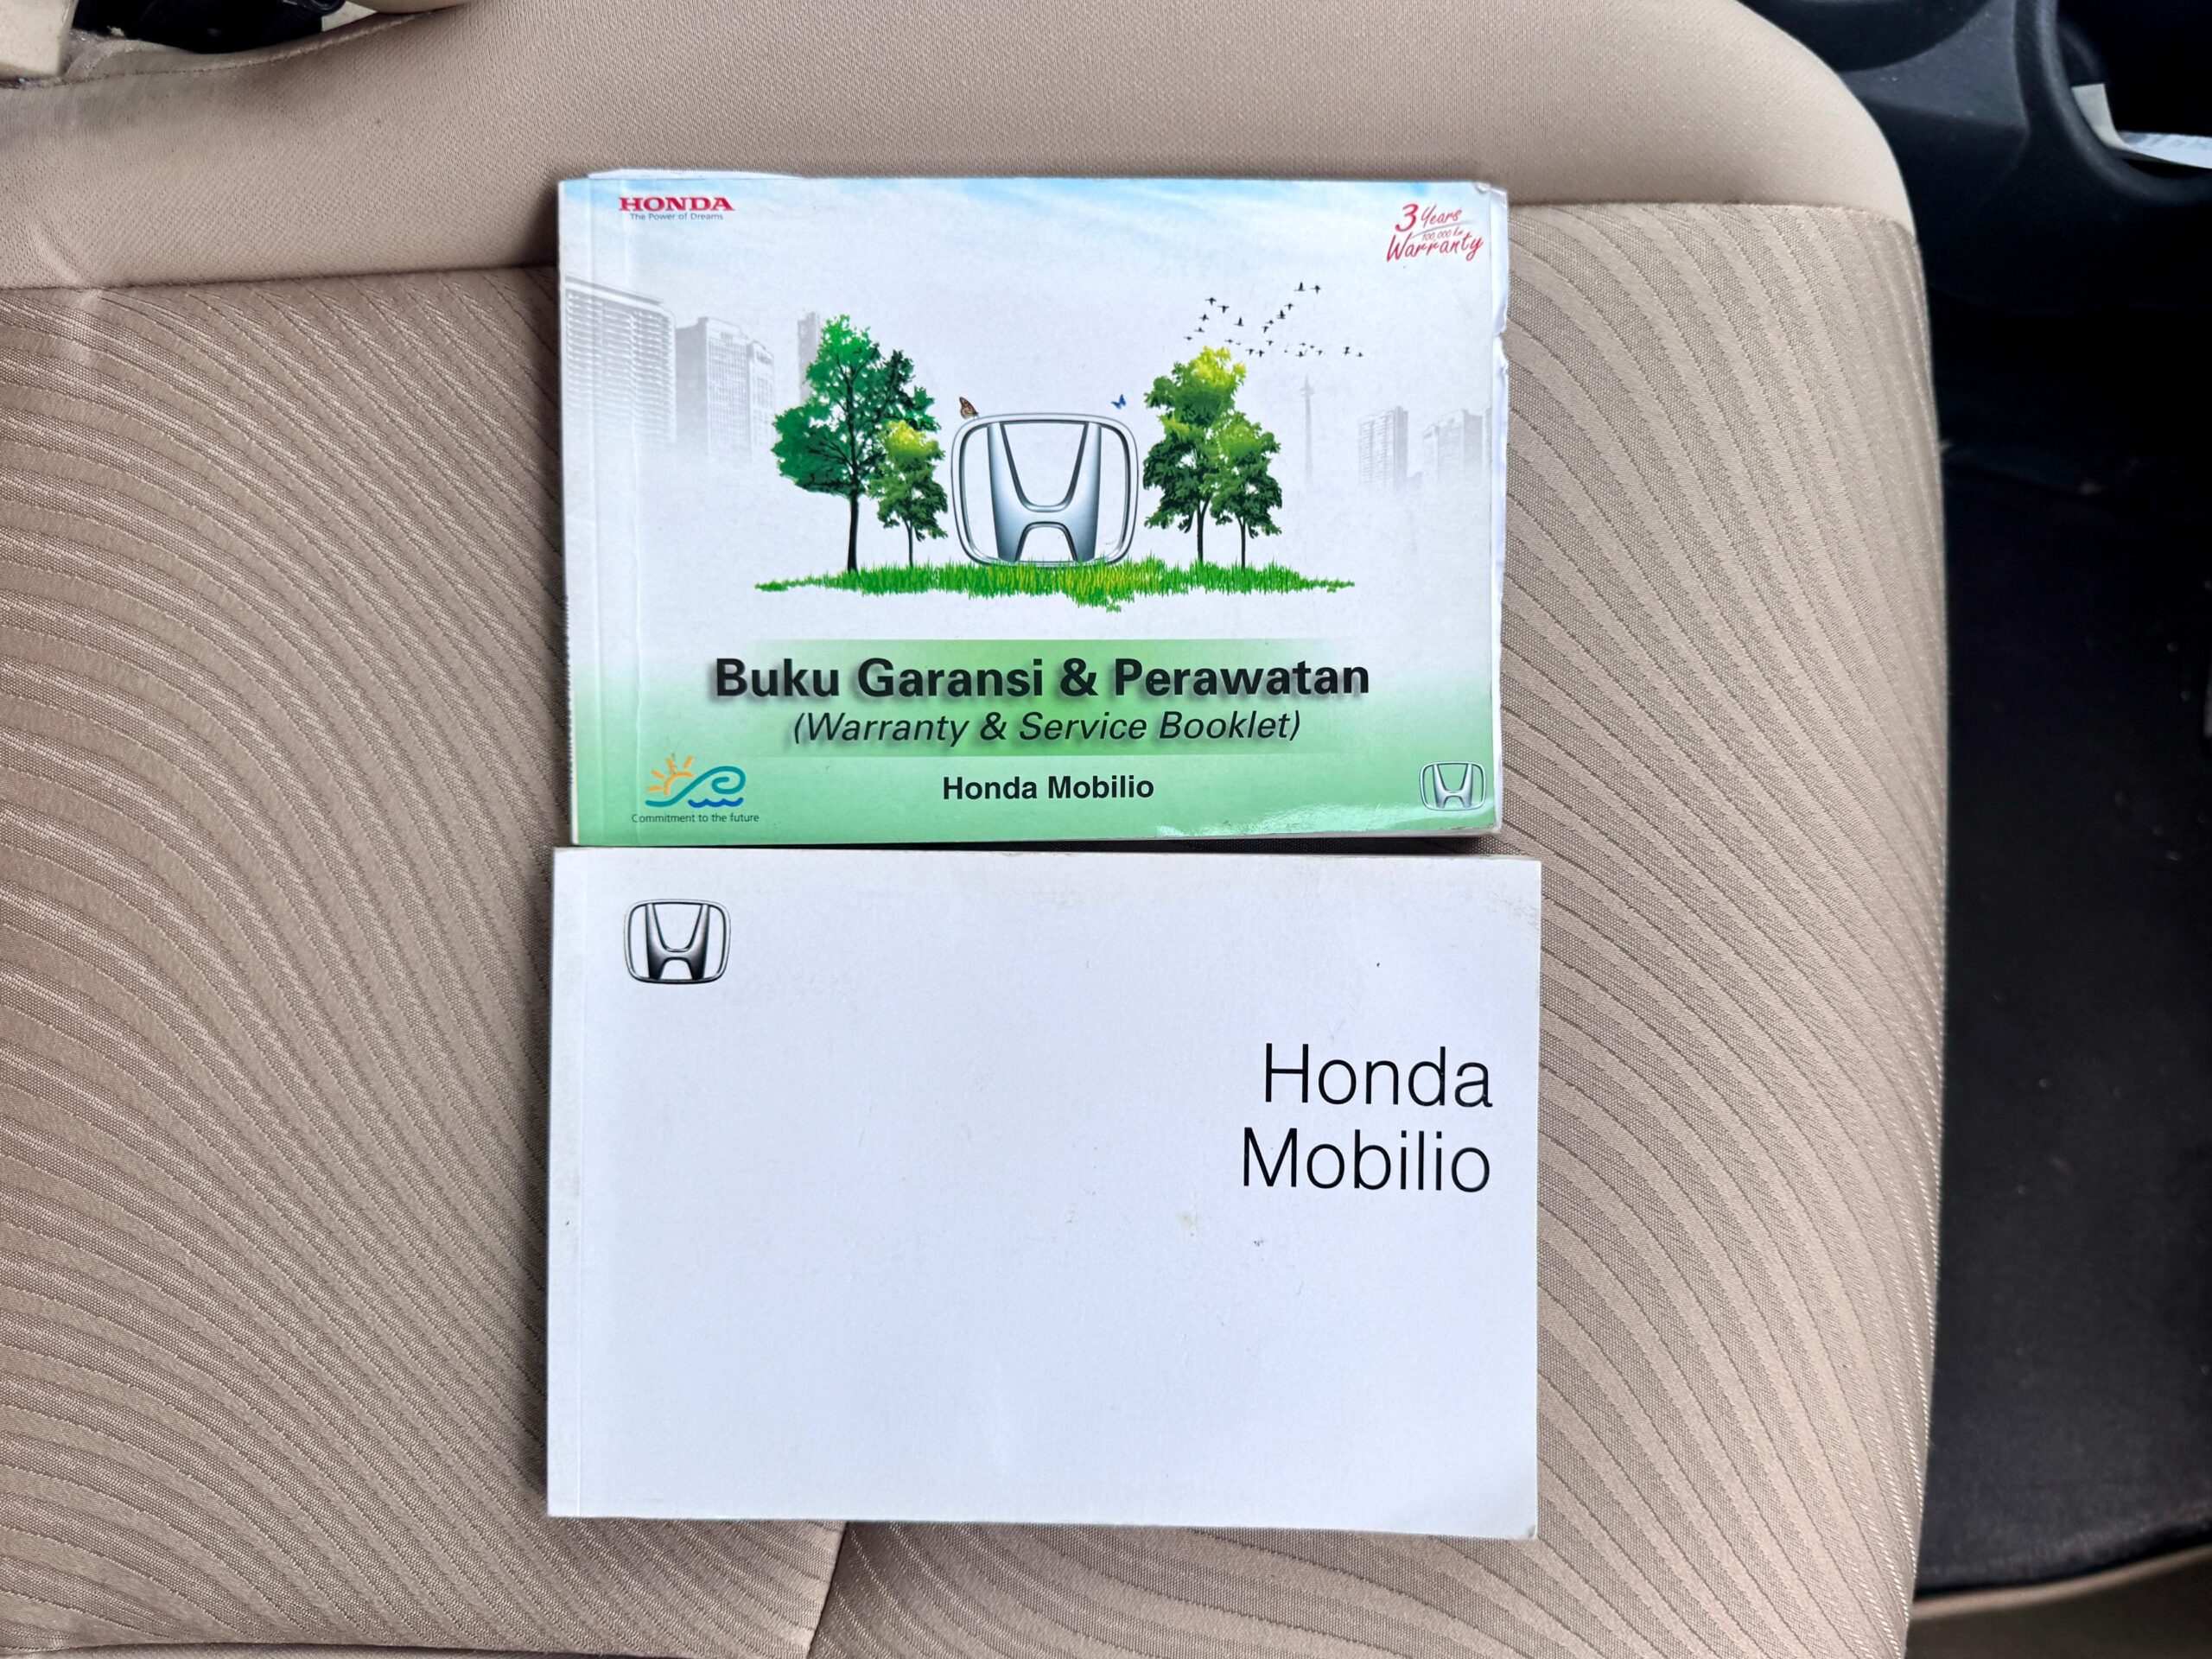 HONDA
The Power of Dreams
3 Years
100,000 km
Warranty
Buku Garansi & Perawatan
(Warranty & Service Booklet)
Honda Mobilio
Commitment to the future
Honda
Mobilio